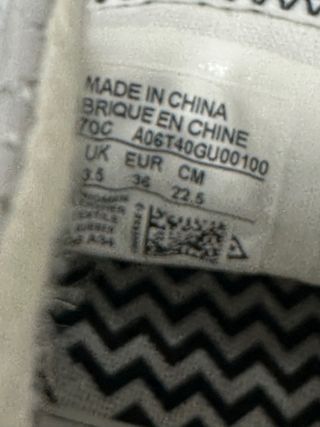 MADE IN CHINA
BRIQUE EN CHINE
70C A06T40GU00100
UK EUR CM
3.5 36 22.5